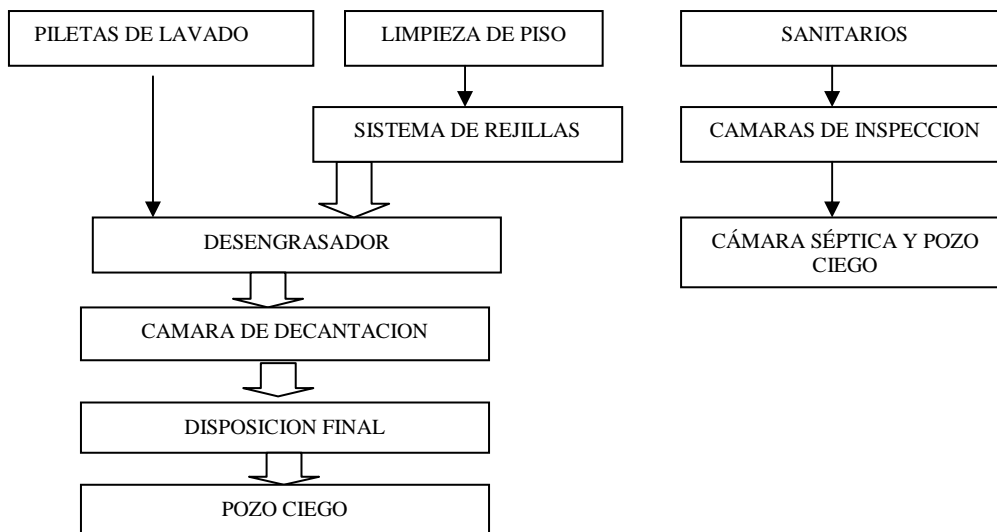 PILETAS DE LAVADO
LIMPIEZA DE PISO
SANITARIOS
SISTEMA DE REJILLAS
CAMARAS DE INSPECCION
DESENGRASADOR
CÁMARA SÉPTICA Y POZO
CIEGO
CAMARA DE DECANTACION
DISPOSICION FINAL
POZO CIEGO